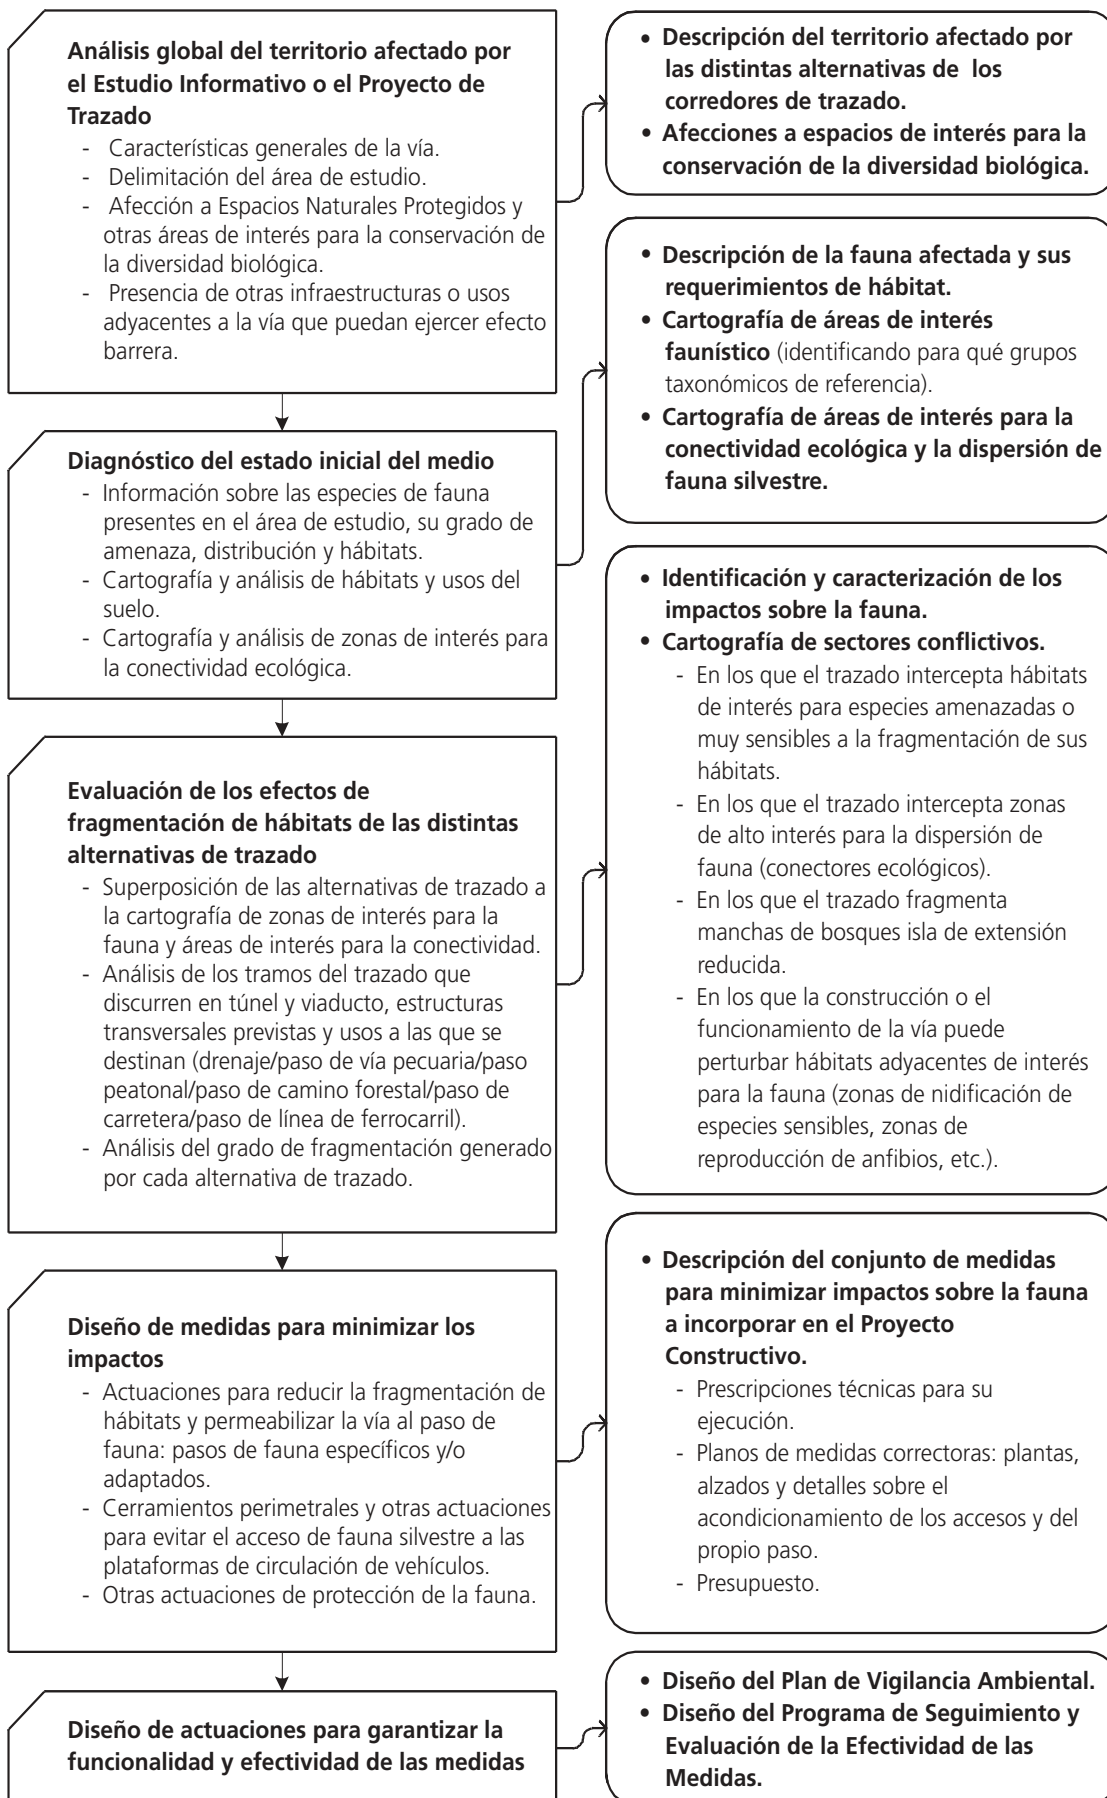 Análisis global del territorio afectado por
el Estudio Informativo o el Proyecto de
Trazado
- Características generales de la vía.
- Delimitación del área de estudio.
- Afección a Espacios Naturales Protegidos y
otras áreas de interés para la conservación de
la diversidad biológica.
- Presencia de otras infraestructuras o usos
adyacentes a la vía que puedan ejercer efecto
barrera.
• Descripción del territorio afectado por
las distintas alternativas de los
corredores de trazado.
• Afecciones a espacios de interés para la
conservación de la diversidad biológica.
Diagnóstico del estado inicial del medio
- Información sobre las especies de fauna
presentes en el área de estudio, su grado de
amenaza, distribución y hábitats.
- Cartografía y análisis de hábitats y usos del
suelo.
- Cartografía y análisis de zonas de interés para
la conectividad ecológica.
• Descripción de la fauna afectada y sus
requerimientos de hábitat.
• Cartografía de áreas de interés
faunístico (identificando para qué grupos
taxonómicos de referencia).
• Cartografía de áreas de interés para la
conectividad ecológica y la dispersión de
fauna silvestre.
Evaluación de los efectos de
fragmentación de hábitats de las distintas
alternativas de trazado
- Superposición de las alternativas de trazado a
la cartografía de zonas de interés para la
fauna y áreas de interés para la conectividad.
- Análisis de los tramos del trazado que
discurren en túnel y viaducto, estructuras
transversales previstas y usos a las que se
destinan (drenaje/paso de vía pecuaria/paso
peatonal/paso de camino forestal/paso de
carretera/paso de línea de ferrocarril).
- Análisis del grado de fragmentación generado
por cada alternativa de trazado.
• Identificación y caracterización de los
impactos sobre la fauna.
• Cartografía de sectores conflictivos.
- En los que el trazado intercepta hábitats
de interés para especies amenazadas o
muy sensibles a la fragmentación de sus
hábitats.
- En los que el trazado intercepta zonas
de alto interés para la dispersión de
fauna (conectores ecológicos).
- En los que el trazado fragmenta
manchas de bosques isla de extensión
reducida.
- En los que la construcción o el
funcionamiento de la vía puede
perturbar hábitats adyacentes de interés
para la fauna (zonas de nidificación de
especies sensibles, zonas de
reproducción de anfibios, etc.).
Diseño de medidas para minimizar los
impactos
- Actuaciones para reducir la fragmentación de
hábitats y permeabilizar la vía al paso de
fauna: pasos de fauna específicos y/o
adaptados.
- Cerramientos perimetrales y otras actuaciones
para evitar el acceso de fauna silvestre a las
plataformas de circulación de vehículos.
- Otras actuaciones de protección de la fauna.
• Descripción del conjunto de medidas
para minimizar impactos sobre la fauna
a incorporar en el Proyecto
Constructivo.
- Prescripciones técnicas para su
ejecución.
- Planos de medidas correctoras: plantas,
alzados y detalles sobre el
acondicionamiento de los accesos y del
propio paso.
- Presupuesto.
Diseño de actuaciones para garantizar la
funcionalidad y efectividad de las medidas
• Diseño del Plan de Vigilancia Ambiental.
• Diseño del Programa de Seguimiento y
Evaluación de la Efectividad de las
Medidas.